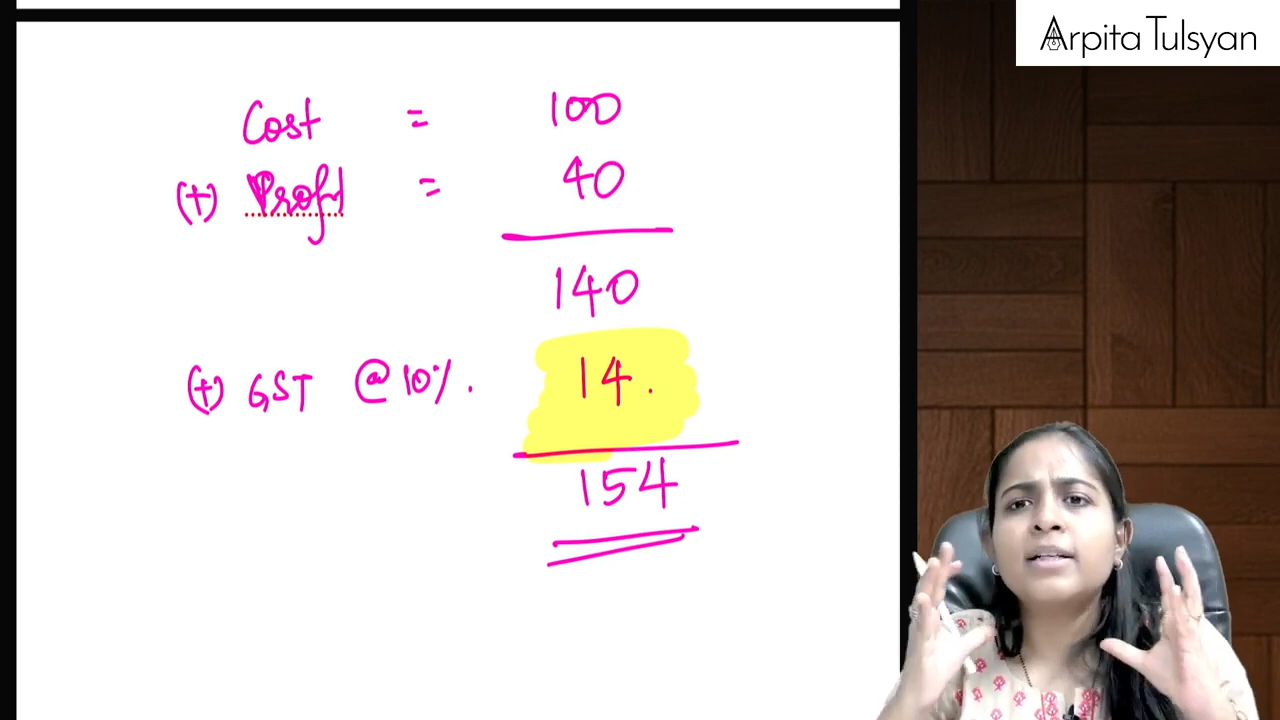 Arpita Tulsyan
Cost = 100
(+) Profit = 40
140
(+) GST @ 10%. 14.
154